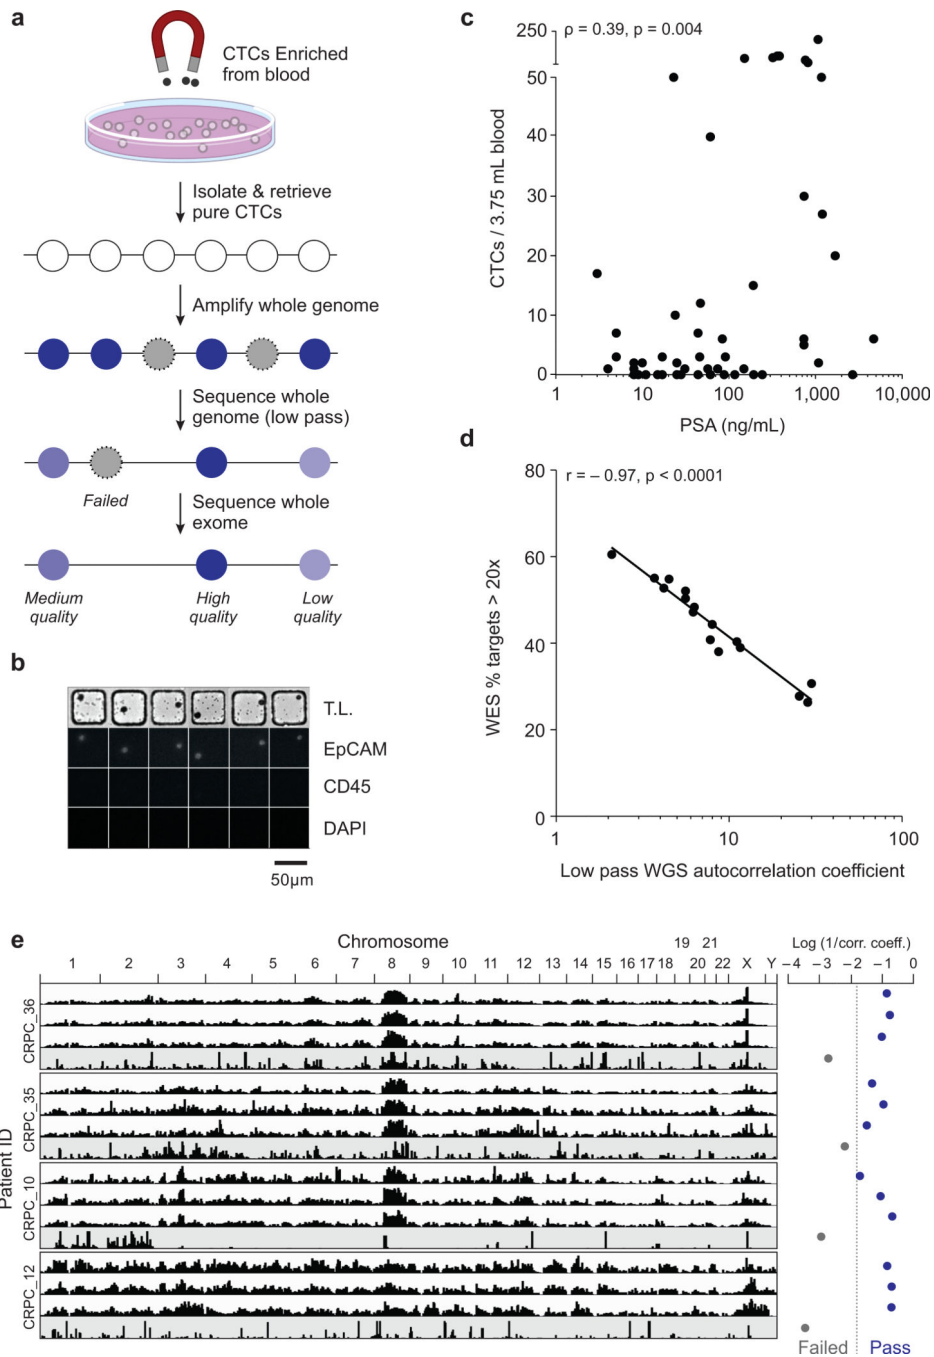 a
CTCs Enriched
from blood
Isolate & retrieve
pure CTCs
Amplify whole genome
Sequence whole
genome (low pass)
Failed
Sequence whole
exome
Medium
quality
High
quality
Low
quality
b
T.L.
EpCAM
CD45
DAPI
50µm
c
ρ = 0.39, p = 0.004
250
50
40
30
20
10
0
CTCs / 3.75 mL blood
1 10 100 1,000 10,000
PSA (ng/mL)
d
r = – 0.97, p < 0.0001
80
60
40
20
0
WES % targets > 20x
1 10 100
Low pass WGS autocorrelation coefficient
e
Chromosome
19 21
1 2 3 4 5 6 7 8 9 10 11 12 13 14 15 16 17 18 20 22 X Y
Log (1/corr. coeff.)
–4 –3 –2 –1 0
Patient ID
CRPC_36
CRPC_35
CRPC_10
CRPC_12
Failed Pass